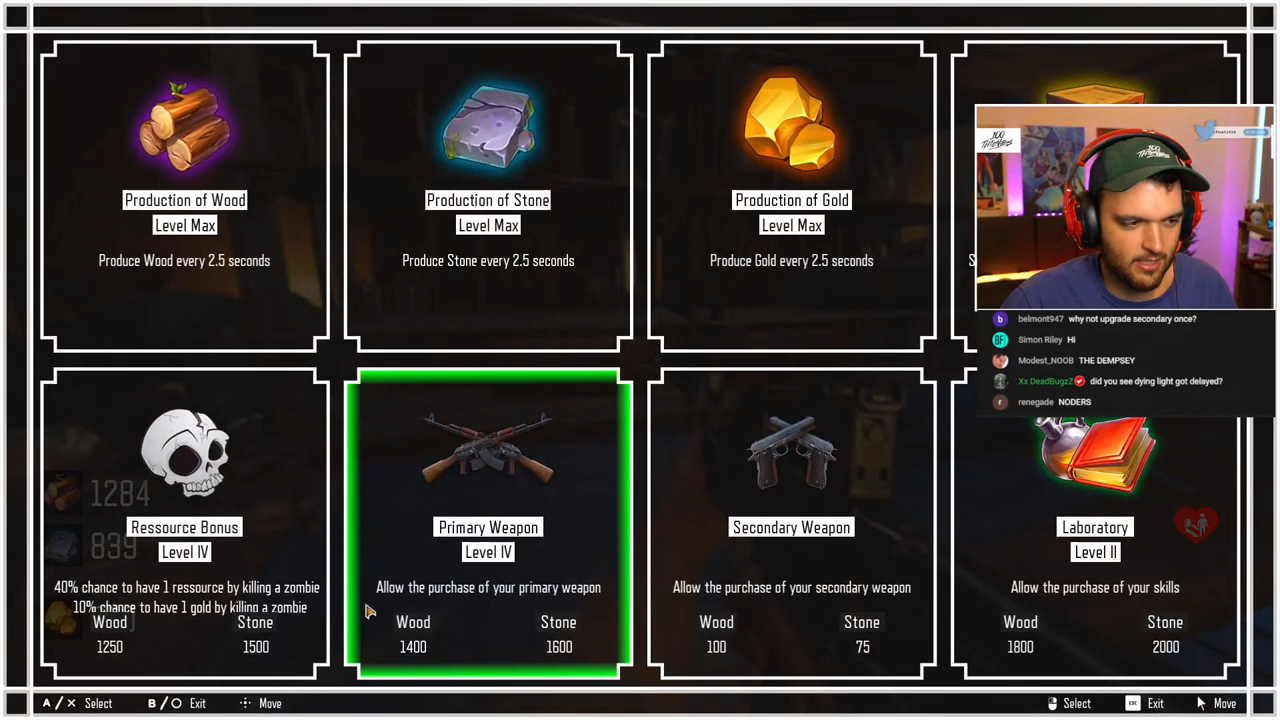 Production of Wood
Level Max
Produce Wood every 2.5 seconds
Production of Stone
Level Max
Produce Stone every 2.5 seconds
Production of Gold
Level Max
Produce Gold every 2.5 seconds
S
100
THIEVES
belmont947 why not upgrade secondary once?
Simon Riley Hi
Modest_NOOB THE DEMPSEY
Xx DeadBugzZ did you see dying light got delayed?
renegade NODERS
1284
839
Ressource Bonus
Level IV
40% chance to have 1 ressource by killing a zombie
10% chance to have 1 gold by killing a zombie
Wood
1250
Stone
1500
Primary Weapon
Level IV
Allow the purchase of your primary weapon
Wood
1400
Stone
1600
Secondary Weapon
Allow the purchase of your secondary weapon
Wood
100
Stone
75
Laboratory
Level II
Allow the purchase of your skills
Wood
1800
Stone
2000
A / X Select B / O Exit Move
Select ESC Exit Move